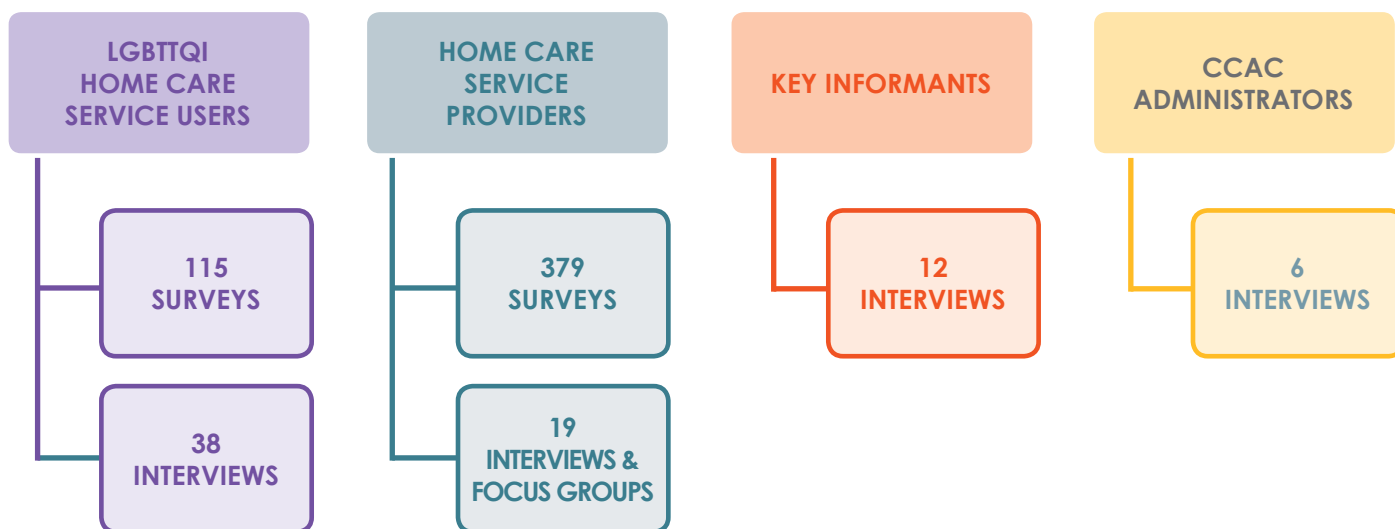 LGBTTQI
HOME CARE
SERVICE USERS
115
SURVEYS
38
INTERVIEWS
HOME CARE
SERVICE
PROVIDERS
379
SURVEYS
19
INTERVIEWS &
FOCUS GROUPS
KEY INFORMANTS
12
INTERVIEWS
CCAC
ADMINISTRATORS
6
INTERVIEWS